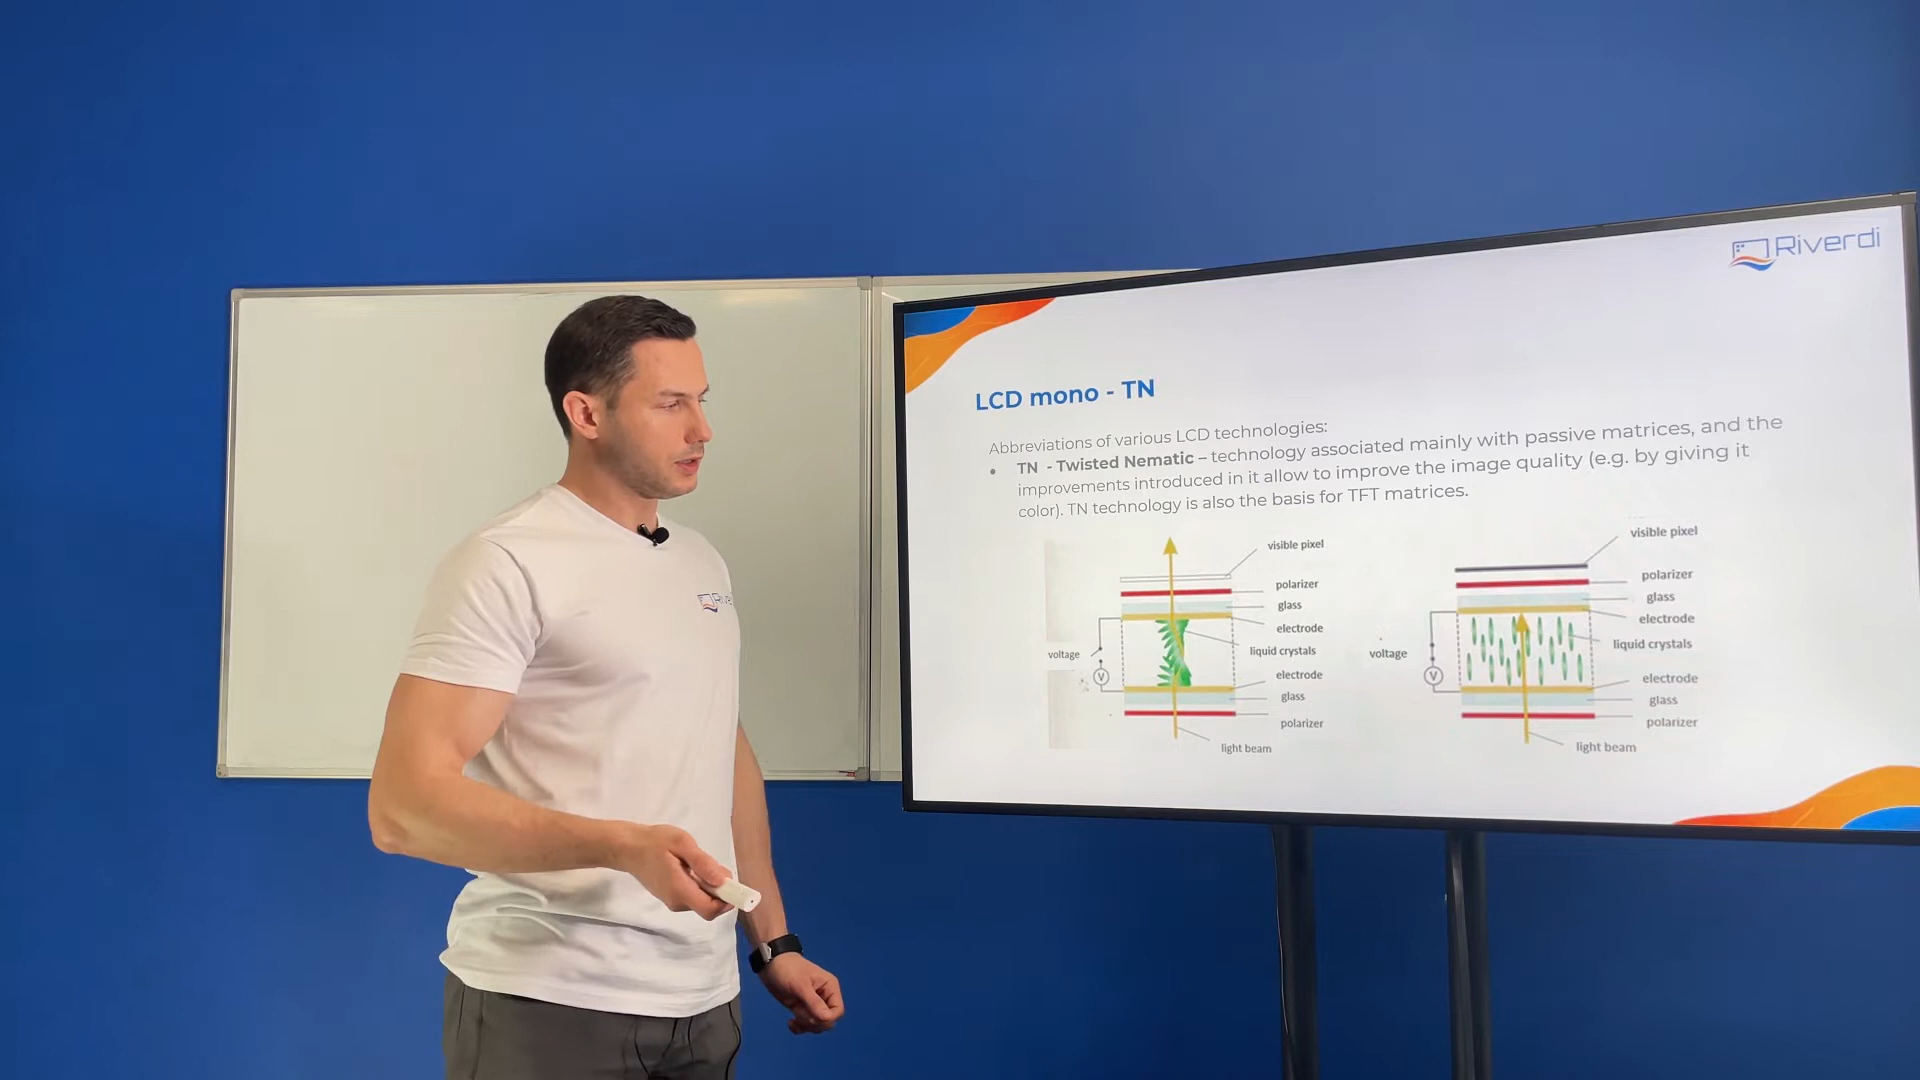 Riverdi
LCD mono - TN
Abbreviations of various LCD technologies:
• TN - Twisted Nematic – technology associated mainly with passive matrices, and the
improvements introduced in it allow to improve the image quality (e.g. by giving it
color). TN technology is also the basis for TFT matrices.
visible pixel
polarizer
glass
electrode
liquid crystals
electrode
glass
polarizer
light beam
voltage
V
visible pixel
polarizer
glass
electrode
liquid crystals
electrode
glass
polarizer
light beam
voltage
V